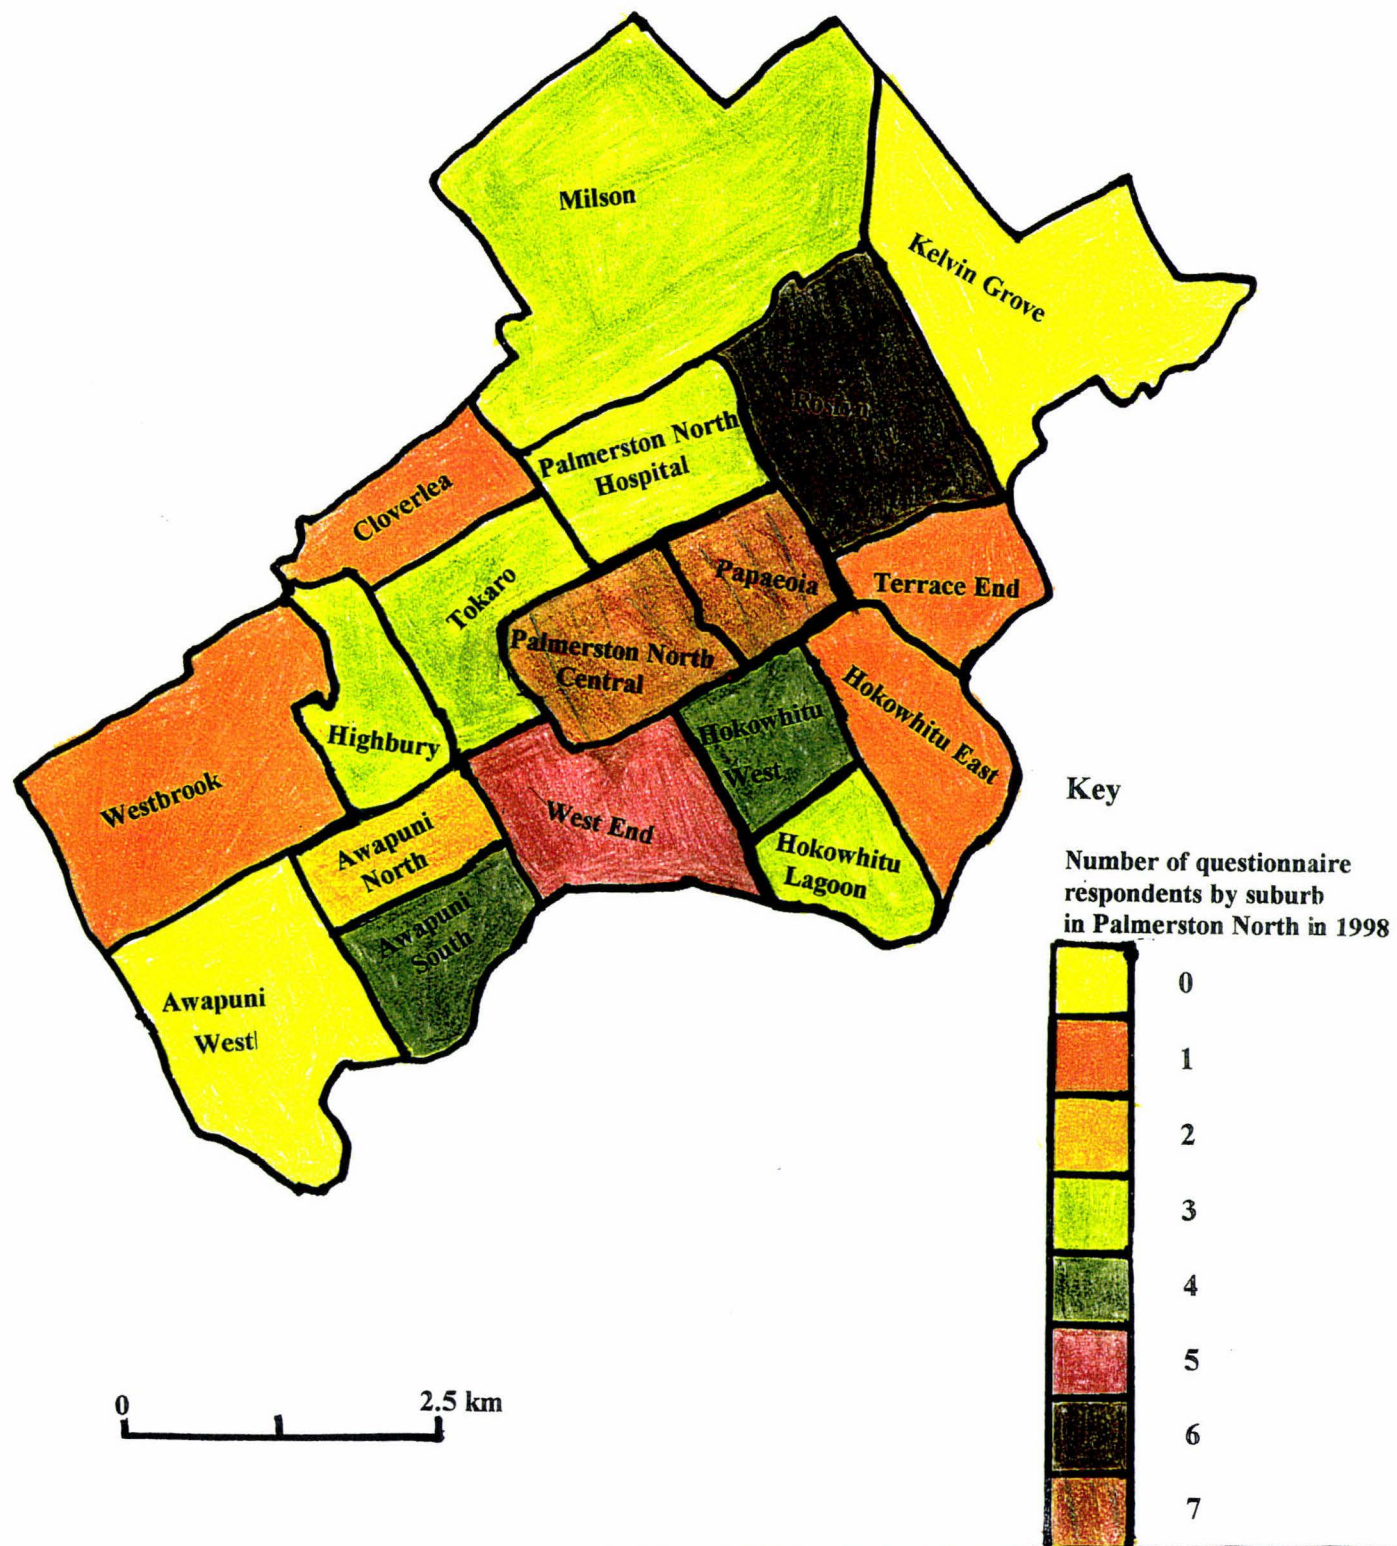 Milson
Kelvin Grove
Palmerston North
Hospital
Cloverlea
Tokaro
Papaeoia
Terrace End
Palmerston North
Central
Highbury
Hokowhitu
West
Hokowhitu East
Westbrook
West End
Awapuni
North
Hokowhitu
Lagoon
Awapuni
South
Awapuni
West
Key
Number of questionnaire
respondents by suburb
in Palmerston North in 1998
0
1
2
3
4
5
6
7
0 2.5 km